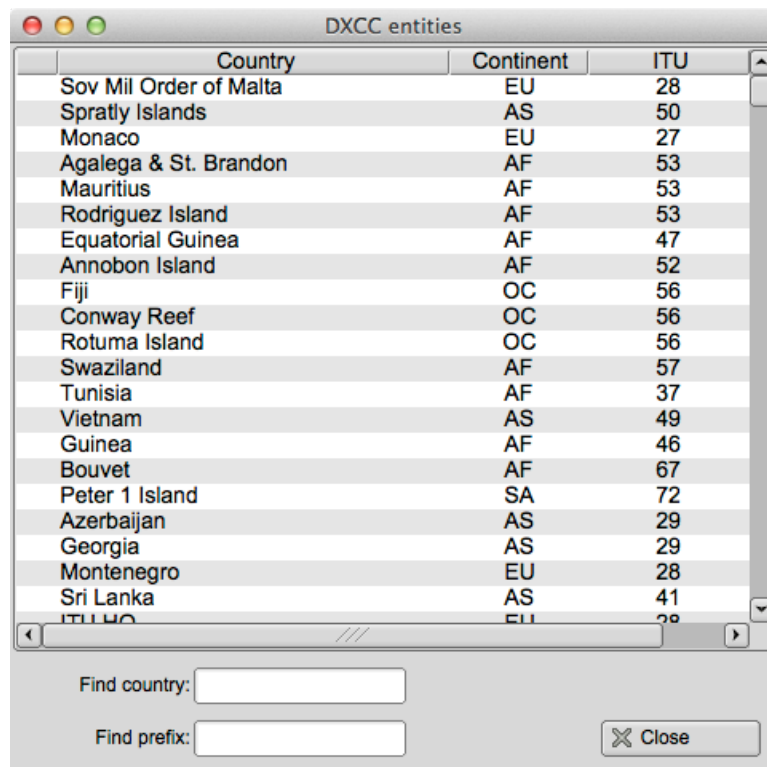 DXCC entities
Country Continent ITU
Sov Mil Order of Malta EU 28
Spratly Islands AS 50
Monaco EU 27
Agalega & St. Brandon AF 53
Mauritius AF 53
Rodriguez Island AF 53
Equatorial Guinea AF 47
Annobon Island AF 52
Fiji OC 56
Conway Reef OC 56
Rotuma Island OC 56
Swaziland AF 57
Tunisia AF 37
Vietnam AS 49
Guinea AF 46
Bouvet AF 67
Peter 1 Island SA 72
Azerbaijan AS 29
Georgia AS 29
Montenegro EU 28
Sri Lanka AS 41
ITU HQ EU 28
Find country:
Find prefix:
Close